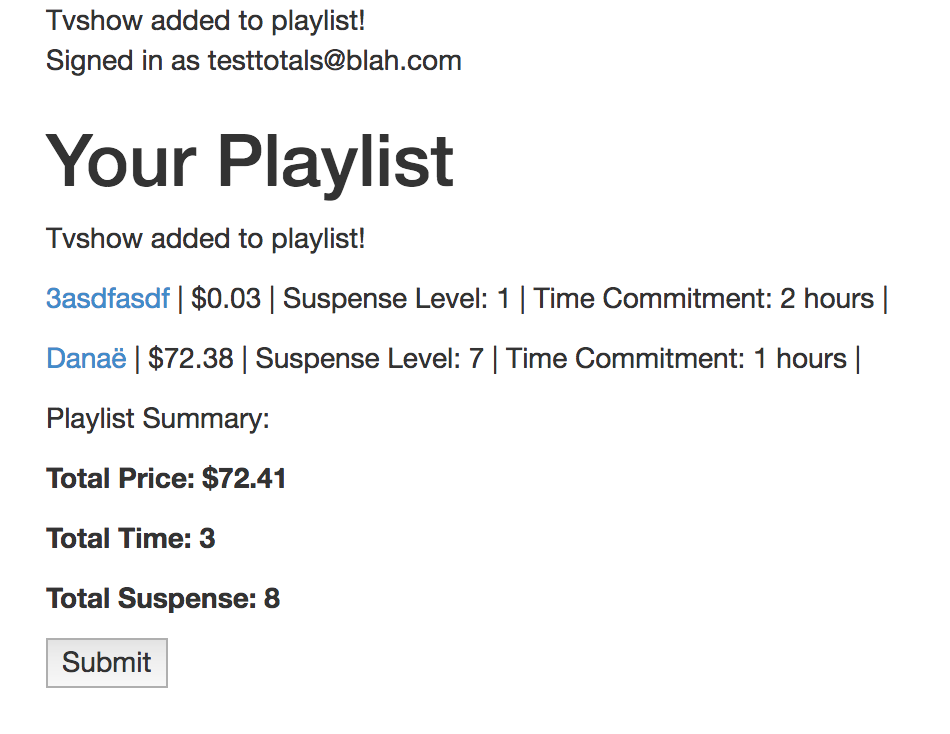 Tvshow added to playlist!
Signed in as testtotals@blah.com
Your Playlist
Tvshow added to playlist!
3asdfasdf | $0.03 | Suspense Level: 1 | Time Commitment: 2 hours |
Danaë | $72.38 | Suspense Level: 7 | Time Commitment: 1 hours |
Playlist Summary:
Total Price: $72.41
Total Time: 3
Total Suspense: 8
Submit